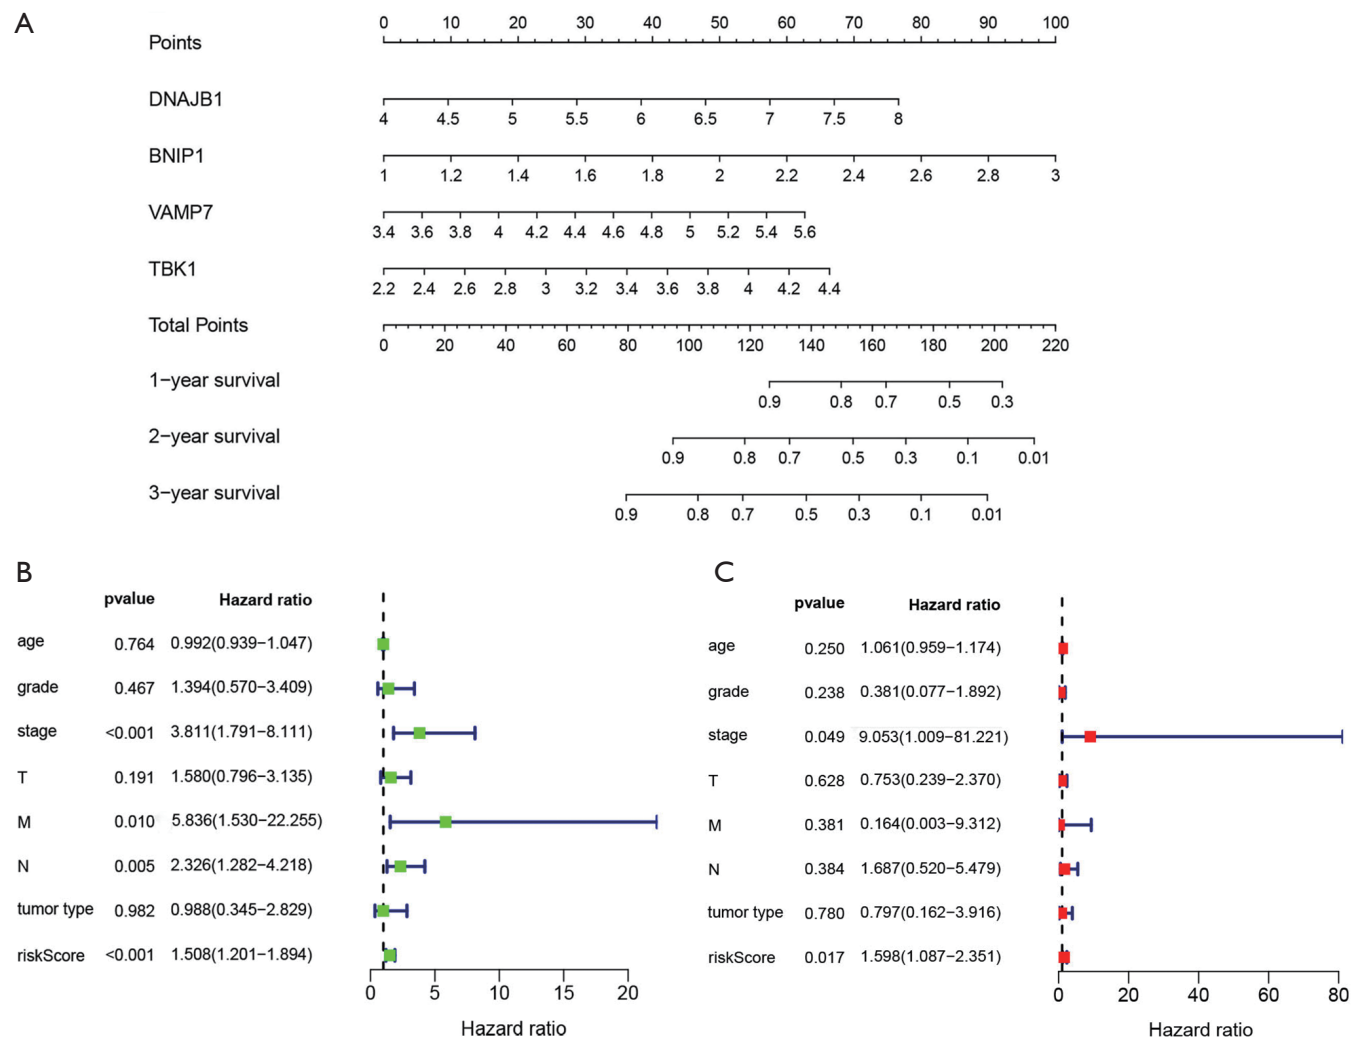 A
Points
0 10 20 30 40 50 60 70 80 90 100
DNAJB1
4 4.5 5 5.5 6 6.5 7 7.5 8
BNIP1
1 1.2 1.4 1.6 1.8 2 2.2 2.4 2.6 2.8 3
VAMP7
3.4 3.6 3.8 4 4.2 4.4 4.6 4.8 5 5.2 5.4 5.6
TBK1
2.2 2.4 2.6 2.8 3 3.2 3.4 3.6 3.8 4 4.2 4.4
Total Points
0 20 40 60 80 100 120 140 160 180 200 220
1−year survival
0.9 0.8 0.7 0.5 0.3
2−year survival
0.9 0.8 0.7 0.5 0.3 0.1 0.01
3−year survival
0.9 0.8 0.7 0.5 0.3 0.1 0.01
B
pvalue Hazard ratio
age 0.764 0.992(0.939−1.047)
grade 0.467 1.394(0.570−3.409)
stage <0.001 3.811(1.791−8.111)
T 0.191 1.580(0.796−3.135)
M 0.010 5.836(1.530−22.255)
N 0.005 2.326(1.282−4.218)
tumor type 0.982 0.988(0.345−2.829)
riskScore <0.001 1.508(1.201−1.894)
0 5 10 15 20
Hazard ratio
C
pvalue Hazard ratio
age 0.250 1.061(0.959−1.174)
grade 0.238 0.381(0.077−1.892)
stage 0.049 9.053(1.009−81.221)
T 0.628 0.753(0.239−2.370)
M 0.381 0.164(0.003−9.312)
N 0.384 1.687(0.520−5.479)
tumor type 0.780 0.797(0.162−3.916)
riskScore 0.017 1.598(1.087−2.351)
0 20 40 60 80
Hazard ratio